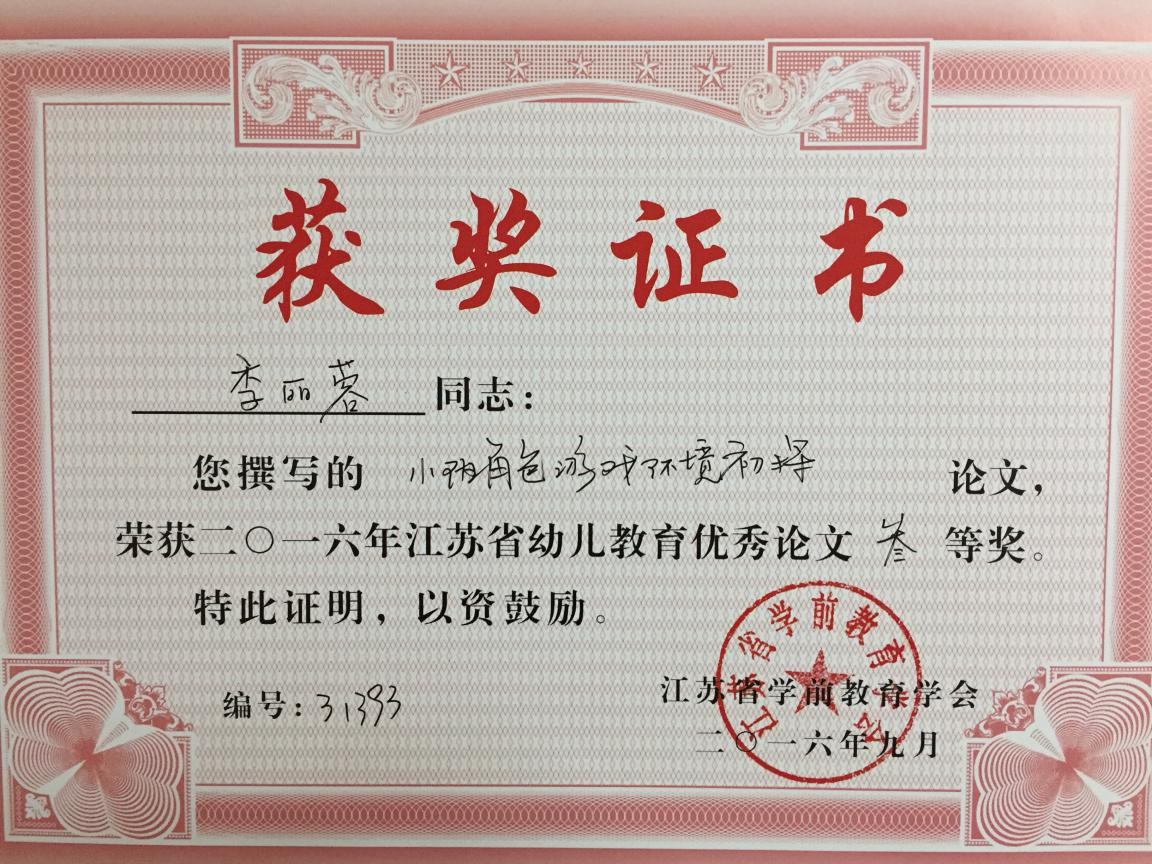 获奖证书
李丽蓉 同志：
您撰写的 小班角色游戏环境初探 论文，
荣获二〇一六年江苏省幼儿教育优秀论文 叁 等奖。
特此证明，以资鼓励。
编号：31393
江苏省学前教育学会
二〇一六年九月
江苏省学前教育学会